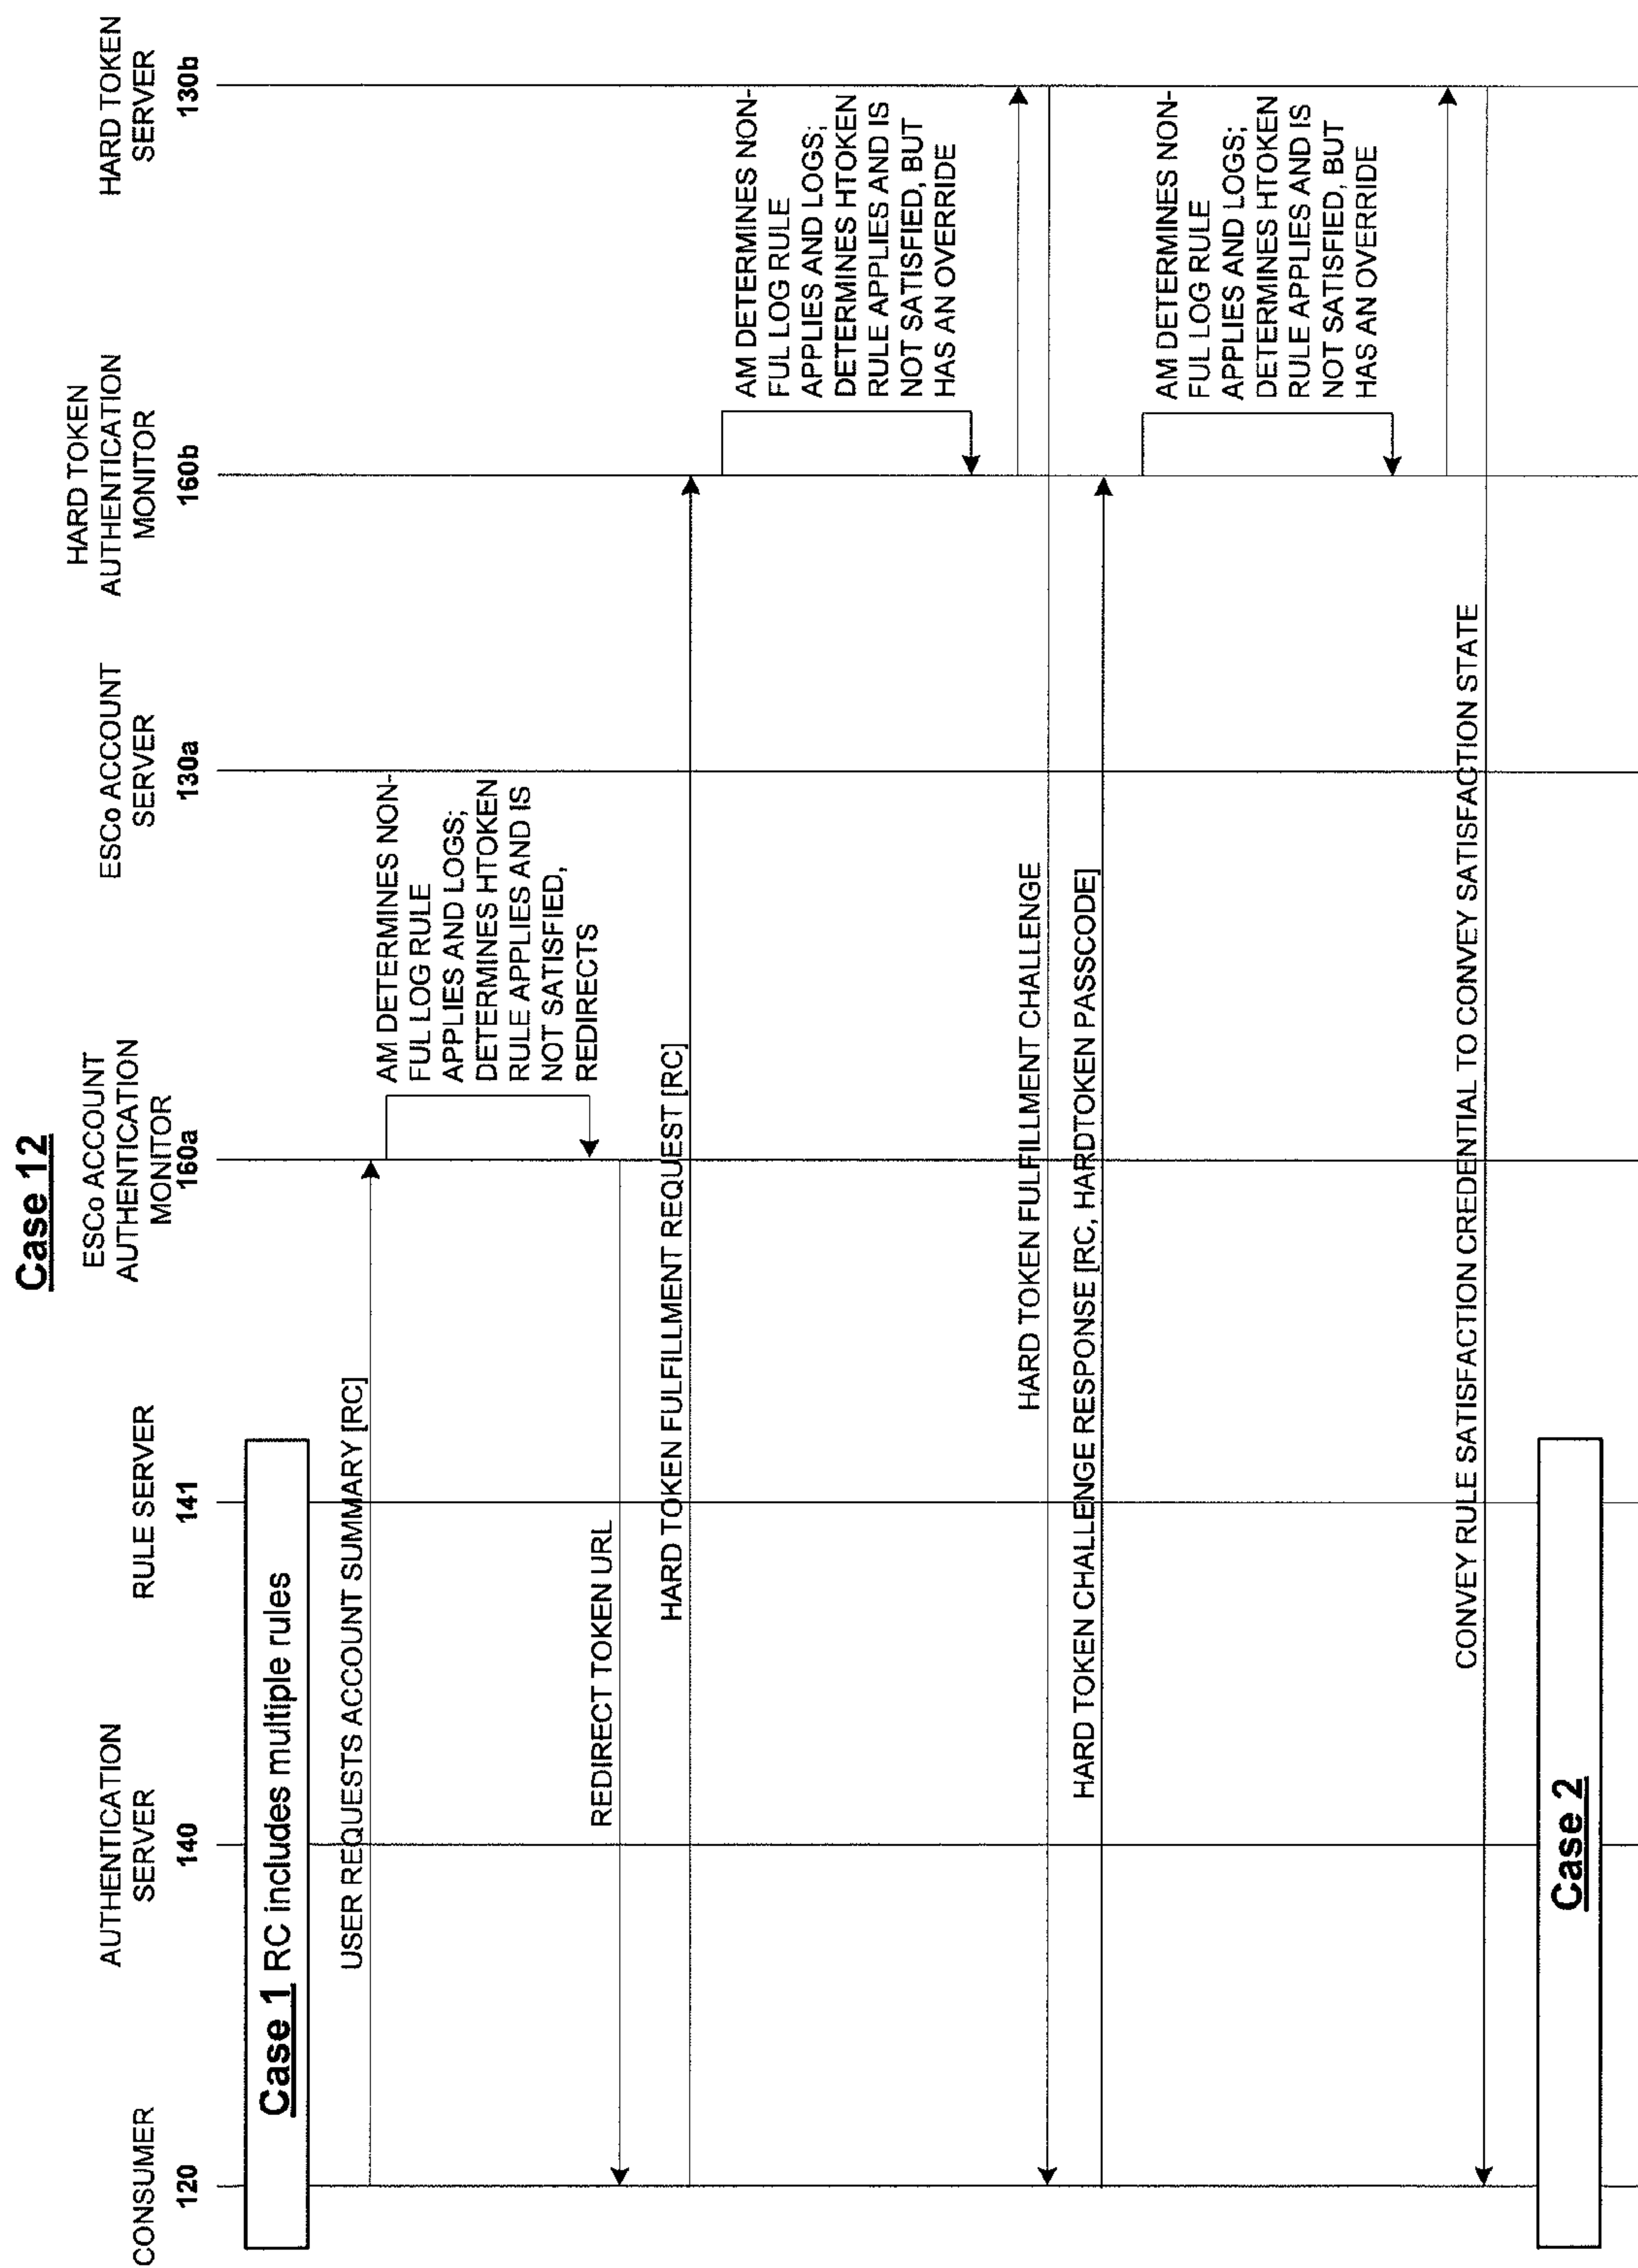 Case 12
CONSUMER
120
AUTHENTICATION
SERVER
140
RULE SERVER
141
ESCo ACCOUNT
AUTHENTICATION
MONITOR
160a
ESCo ACCOUNT
SERVER
130a
HARD TOKEN
AUTHENTICATION
MONITOR
160b
HARD TOKEN
SERVER
130b
Case 1 RC includes multiple rules
USER REQUESTS ACCOUNT SUMMARY [RC]
AM DETERMINES NON-
FUL LOG RULE
APPLIES AND LOGS;
DETERMINES HTOKEN
RULE APPLIES AND IS
NOT SATISFIED,
REDIRECTS
REDIRECT TOKEN URL
HARD TOKEN FULFILLMENT REQUEST [RC]
AM DETERMINES NON-
FUL LOG RULE
APPLIES AND LOGS;
DETERMINES HTOKEN
RULE APPLIES AND IS
NOT SATISFIED, BUT
HAS AN OVERRIDE
HARD TOKEN FULFILLMENT CHALLENGE
HARD TOKEN CHALLENGE RESPONSE [RC, HARDTOKEN PASSCODE]
AM DETERMINES NON-
FUL LOG RULE
APPLIES AND LOGS;
DETERMINES HTOKEN
RULE APPLIES AND IS
NOT SATISFIED, BUT
HAS AN OVERRIDE
CONVEY RULE SATISFACTION CREDENTIAL TO CONVEY SATISFACTION STATE
Case 2